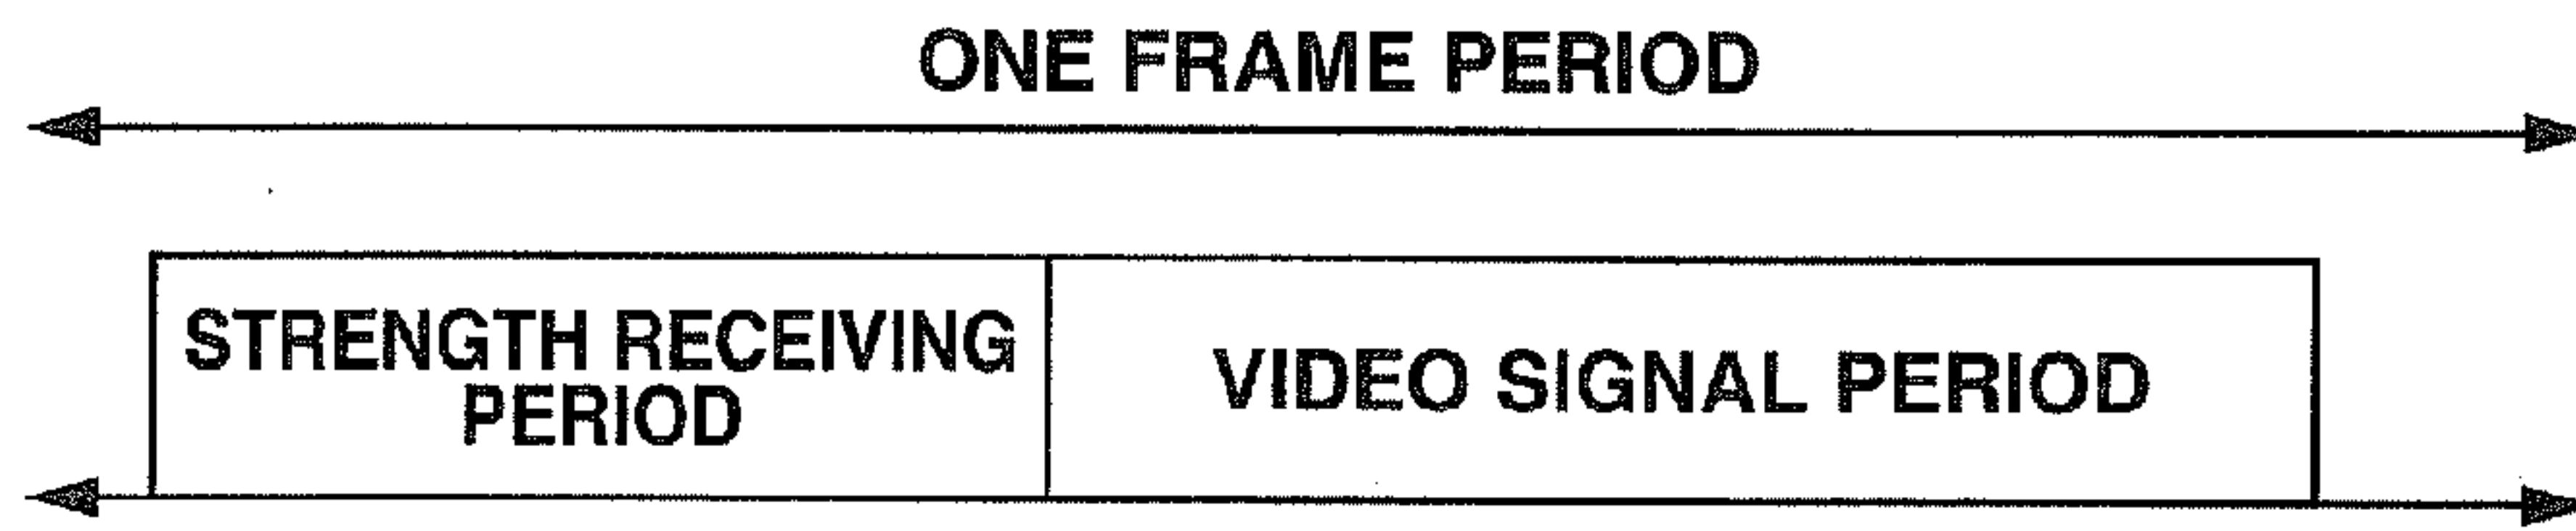 ONE FRAME PERIOD
STRENGTH RECEIVING
PERIOD
VIDEO SIGNAL PERIOD